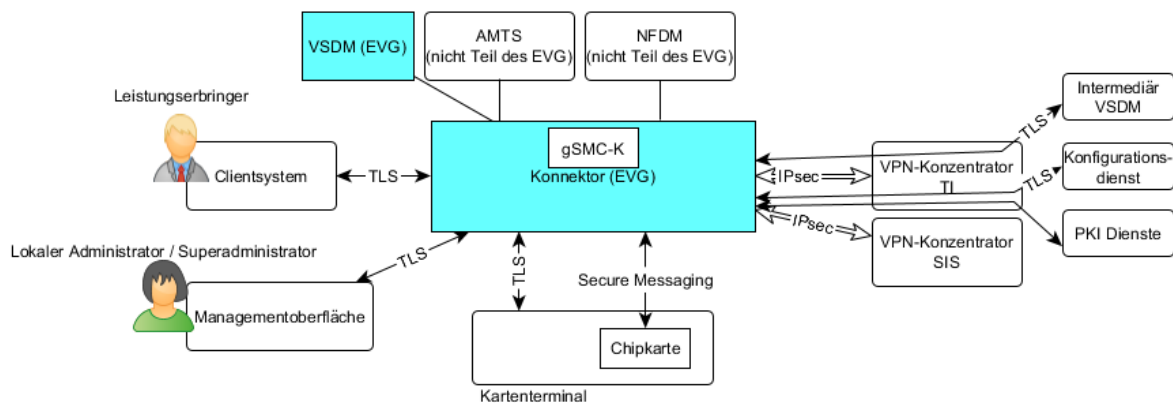 VSDM (EVG)
AMTS
(nicht Teil des EVG)
NFDM
(nicht Teil des EVG)
Leistungserbringer
Clientsystem
TLS
gSMC-K
Konnektor (EVG)
IPsec
VPN-Konzentrator
TI
TLS
Intermediär
VSDM
TLS
Konfigurations-
dienst
PKI Dienste
IPsec
VPN-Konzentrator
SIS
Lokaler Administrator / Superadministrator
TLS
Managementoberfläche
TLS
Secure Messaging
Chipkarte
Kartenterminal